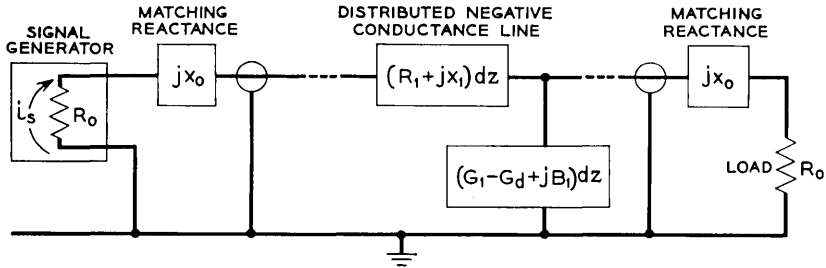 SIGNAL
GENERATOR
MATCHING
REACTANCE
DISTRIBUTED NEGATIVE
CONDUCTANCE LINE
MATCHING
REACTANCE
jx₀
(R₁+jx₁)dz
jx₀
iₛ
R₀
(G₁-G_d+jB₁)dz
LOAD
R₀